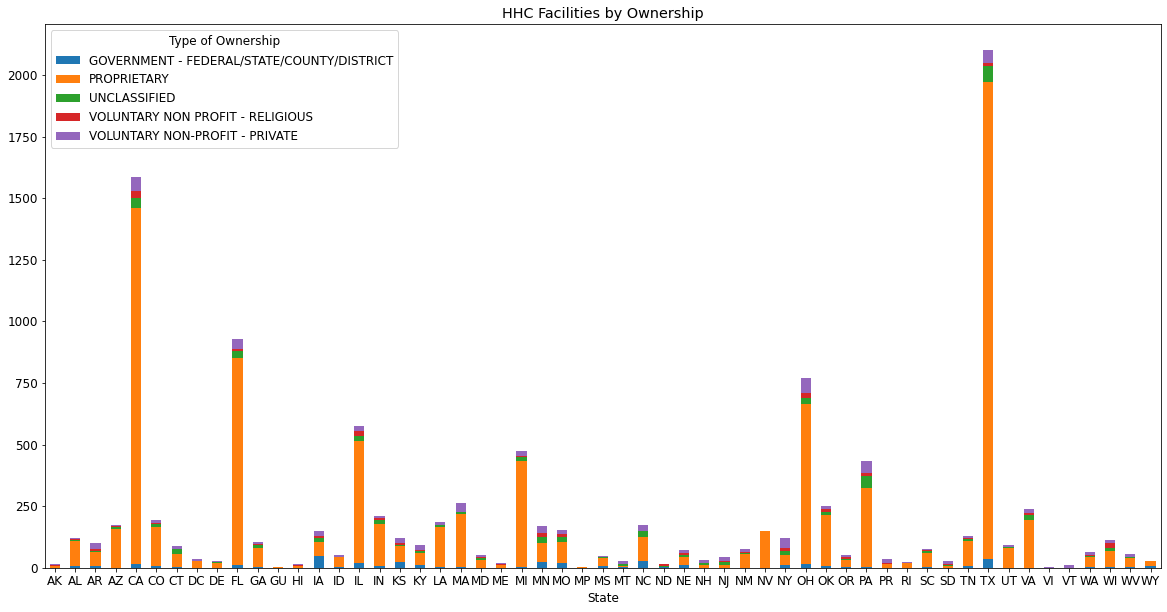 HHC Facilities by Ownership
Type of Ownership
GOVERNMENT - FEDERAL/STATE/COUNTY/DISTRICT
PROPRIETARY
UNCLASSIFIED
VOLUNTARY NON PROFIT - RELIGIOUS
VOLUNTARY NON-PROFIT - PRIVATE
2000
1750
1500
1250
1000
750
500
250
0
AK AL AR AZ CA CO CT DC DE FL GA GU HI IA ID IL IN KS KY LA MA MD ME MI MN MO MP MS MT NC ND NE NH NJ NM NV NY OH OK OR PA PR RI SC SD TN TX UT VA VI VT WA WI WV WY
State